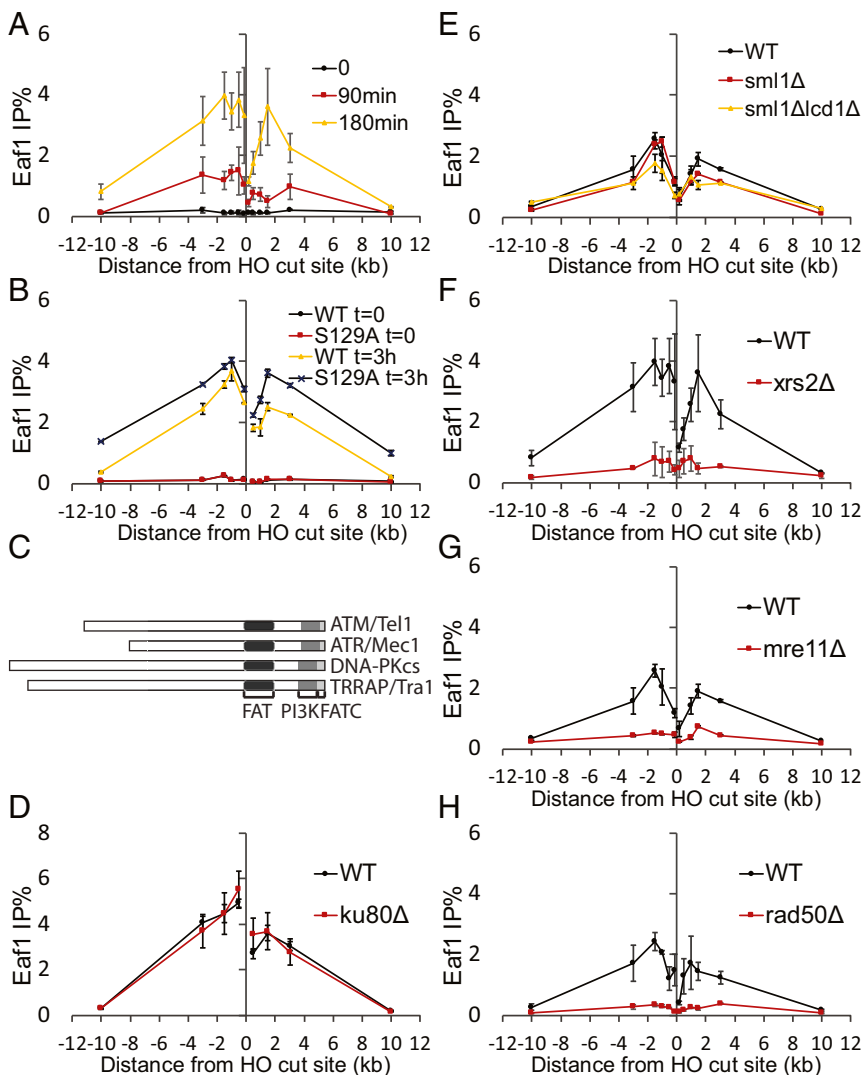 A
Eaf1 IP%
6
4
2
0
0
90min
180min
-12-10 -8 -6 -4 -2 0 2 4 6 8 10 12
Distance from HO cut site (kb)
B
Eaf1 IP%
6
4
2
0
WT t=0
S129A t=0
WT t=3h
S129A t=3h
-12-10 -8 -6 -4 -2 0 2 4 6 8 10 12
Distance from HO cut site (kb)
C
ATM/Tel1
ATR/Mec1
DNA-PKcs
TRRAP/Tra1
FAT PI3KFATC
D
Eaf1 IP%
8
6
4
2
0
WT
ku80Δ
-12-10 -8 -6 -4 -2 0 2 4 6 8 10 12
Distance from HO cut site (kb)
E
Eaf1 IP%
6
4
2
0
WT
sml1Δ
sml1Δlcd1Δ
-12-10 -8 -6 -4 -2 0 2 4 6 8 10 12
Distance from HO cut site (kb)
F
Eaf1 IP%
6
4
2
0
WT
xrs2Δ
-12-10 -8 -6 -4 -2 0 2 4 6 8 10 12
Distance from HO cut site (kb)
G
Eaf1 IP%
6
4
2
0
WT
mre11Δ
-12-10 -8 -6 -4 -2 0 2 4 6 8 10 12
Distance from HO cut site (kb)
H
Eaf1 IP%
6
4
2
0
WT
rad50Δ
-12-10 -8 -6 -4 -2 0 2 4 6 8 10 12
Distance from HO cut site (kb)